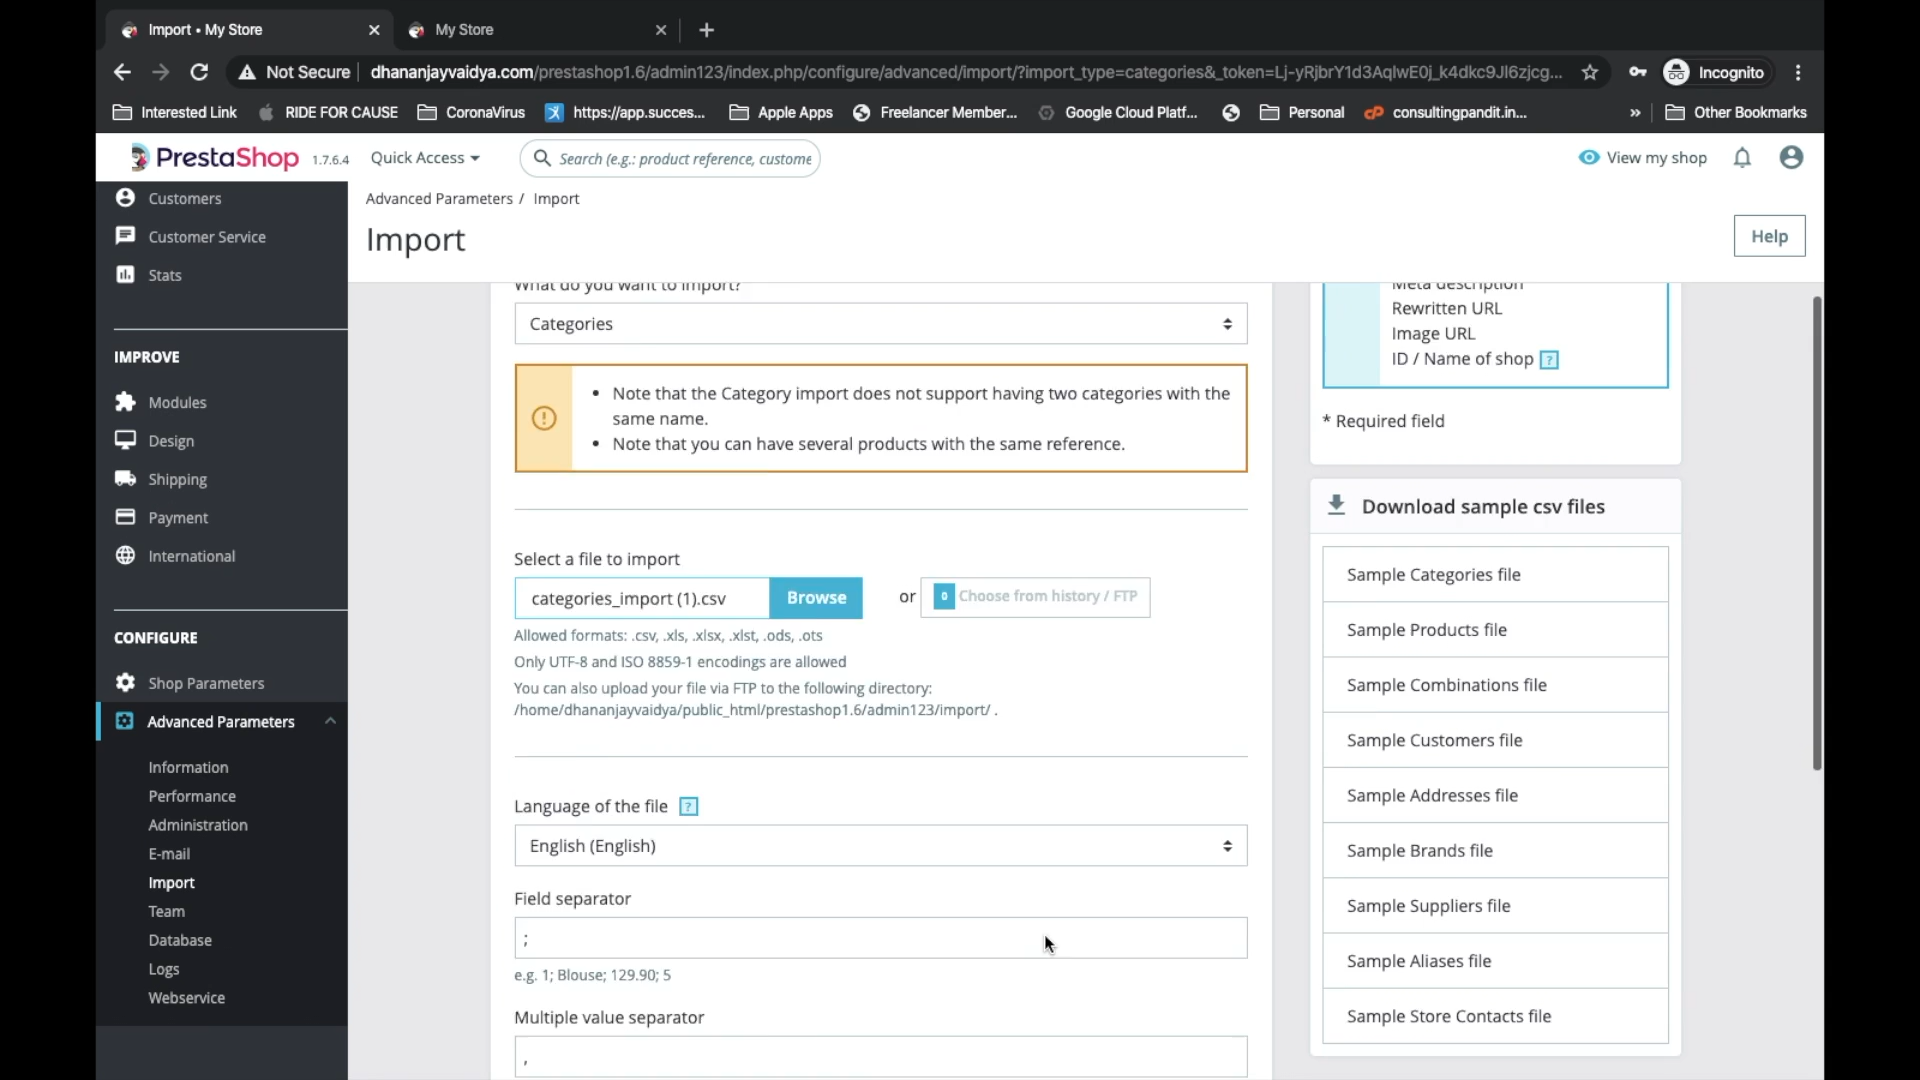 Import • My Store
My Store
Not Secure
dhananjayvaidya.com/prestashop1.6/admin123/index.php/configure/advanced/import/?import_type=categories&_token=Lj-yRjbrY1d3AqlwE0j_k4dkc9Jl6zjcg...
Incognito
Interested Link
RIDE FOR CAUSE
CoronaVirus
https://app.succes...
Apple Apps
Freelancer Member...
Google Cloud Platf...
Personal
consultingpandit.in...
»
Other Bookmarks
PrestaShop
1.7.6.4
Quick Access
Search (e.g.: product reference, custome
View my shop
Customers
Customer Service
Stats
IMPROVE
Modules
Design
Shipping
Payment
International
CONFIGURE
Shop Parameters
Advanced Parameters
Information
Performance
Administration
E-mail
Import
Team
Database
Logs
Webservice
Advanced Parameters / Import
Import
Help
What do you want to import?
Categories
• Note that the Category import does not support having two categories with the
same name.
• Note that you can have several products with the same reference.
Select a file to import
categories_import (1).csv
Browse
or
0 Choose from history / FTP
Allowed formats: .csv, .xls, .xlsx, .xlst, .ods, .ots
Only UTF-8 and ISO 8859-1 encodings are allowed
You can also upload your file via FTP to the following directory:
/home/dhananjayvaidya/public_html/prestashop1.6/admin123/import/ .
Language of the file ?
English (English)
Field separator
;
e.g. 1; Blouse; 129.90; 5
Multiple value separator
,
Meta description
Rewritten URL
Image URL
ID / Name of shop ?
* Required field
Download sample csv files
Sample Categories file
Sample Products file
Sample Combinations file
Sample Customers file
Sample Addresses file
Sample Brands file
Sample Suppliers file
Sample Aliases file
Sample Store Contacts file